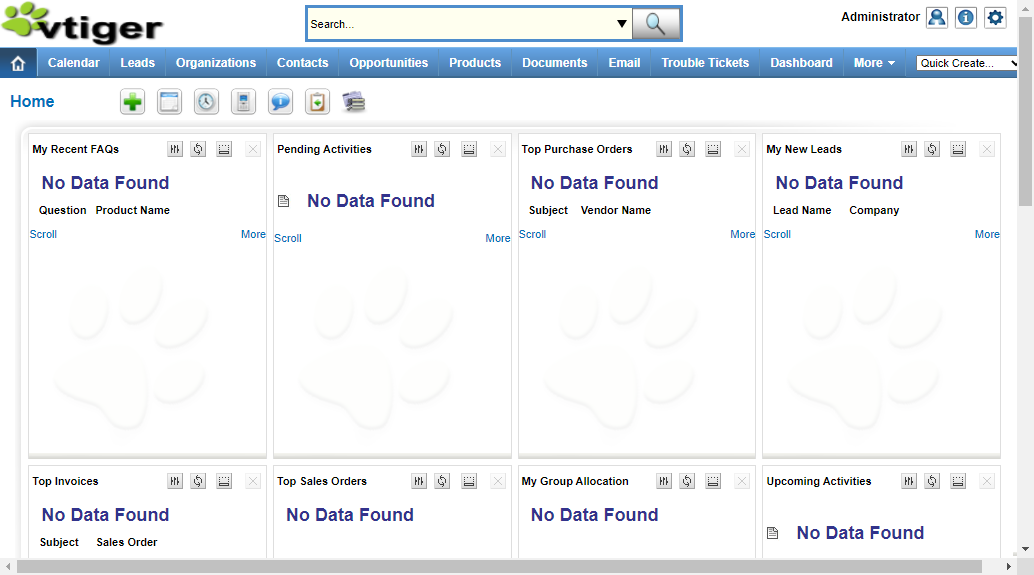 vtiger
Search...
Administrator
Calendar Leads Organizations Contacts Opportunities Products Documents Email Trouble Tickets Dashboard More Quick Create...
Home
My Recent FAQs
No Data Found
Question Product Name
Scroll More
Pending Activities
No Data Found
Scroll More
Top Purchase Orders
No Data Found
Subject Vendor Name
Scroll More
My New Leads
No Data Found
Lead Name Company
Scroll More
Top Invoices
No Data Found
Subject Sales Order
Top Sales Orders
No Data Found
My Group Allocation
No Data Found
Upcoming Activities
No Data Found